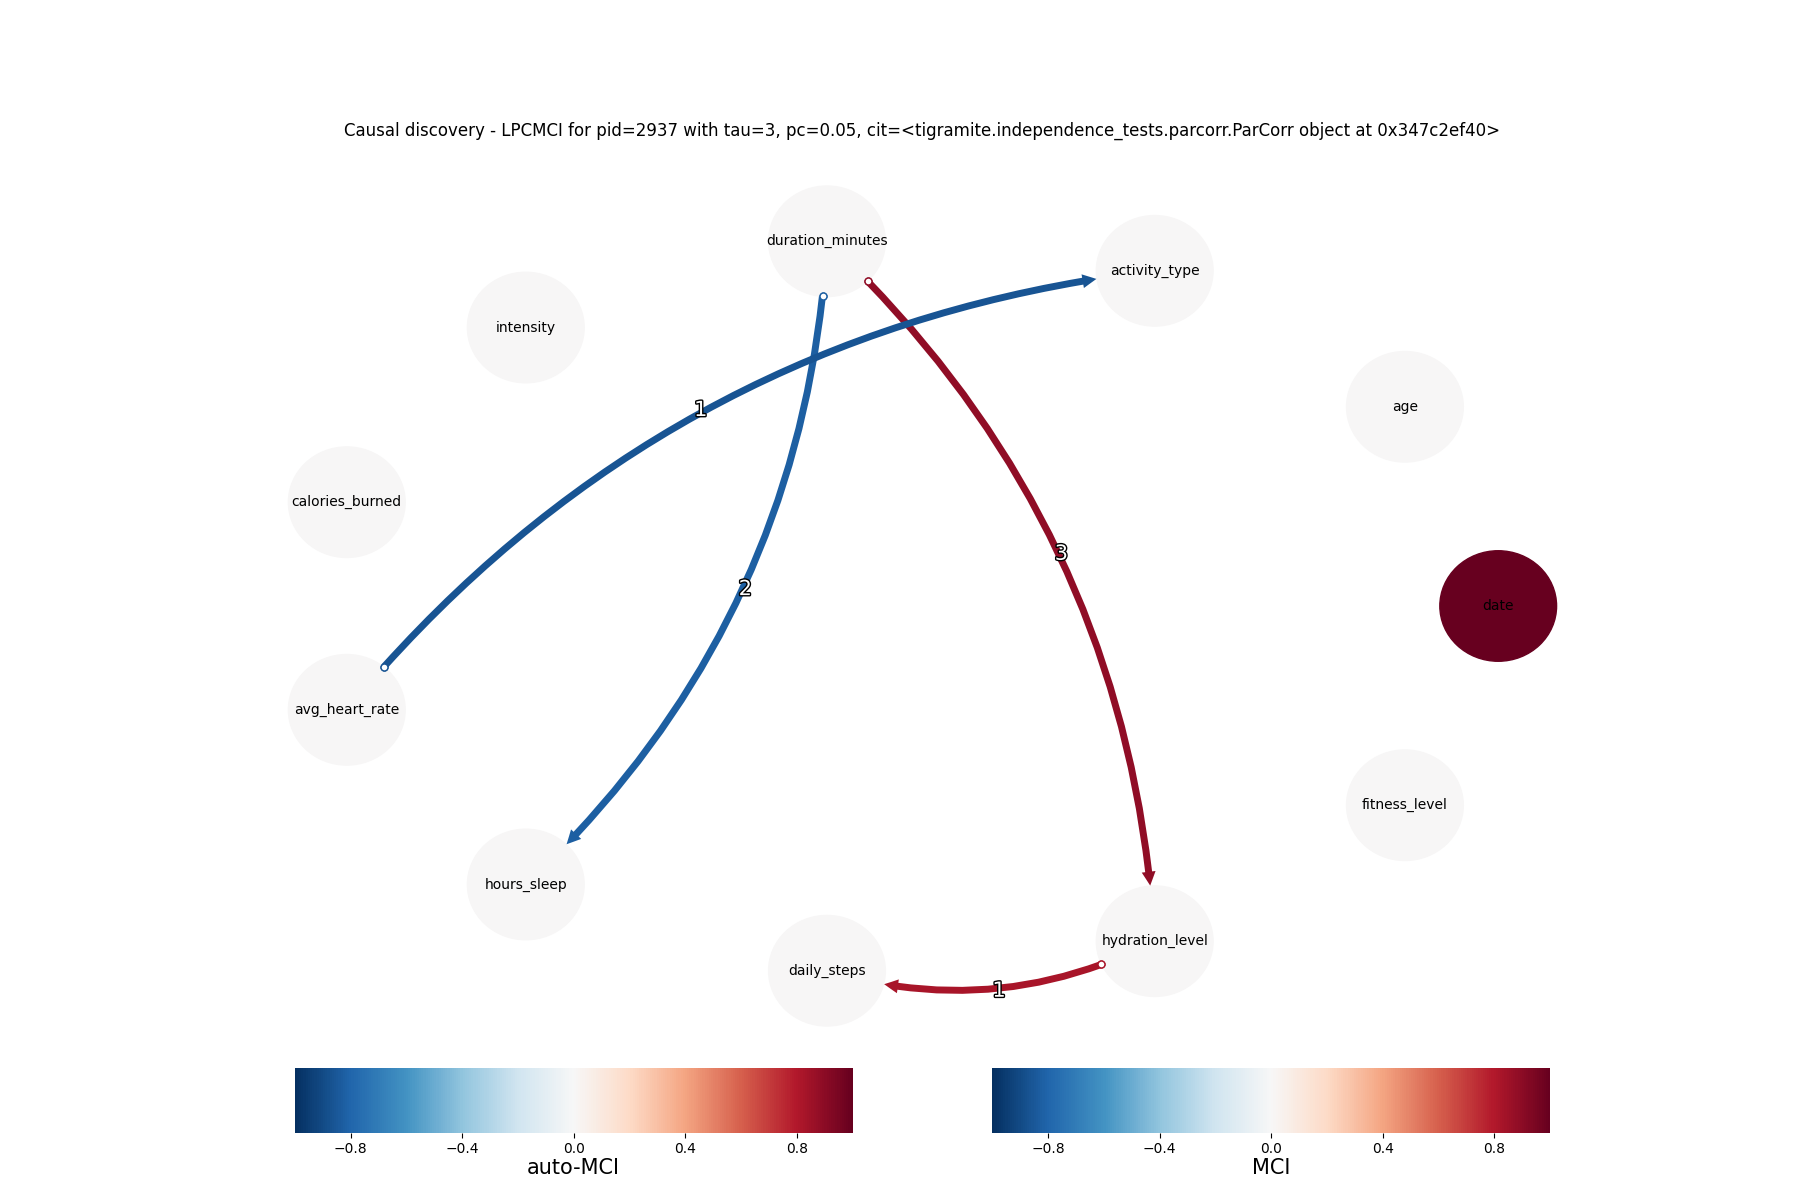 Causal discovery - LPCMCI for pid=2937 with tau=3, pc=0.05, cit=<tigramite.independence_tests.parcorr.ParCorr object at 0x347c2ef40>
duration_minutes
activity_type
intensity
age
1
calories_burned
3
2
date
avg_heart_rate
fitness_level
hours_sleep
hydration_level
daily_steps
1
−0.8 −0.4 0.0 0.4 0.8
auto-MCI
−0.8 −0.4 0.0 0.4 0.8
MCI